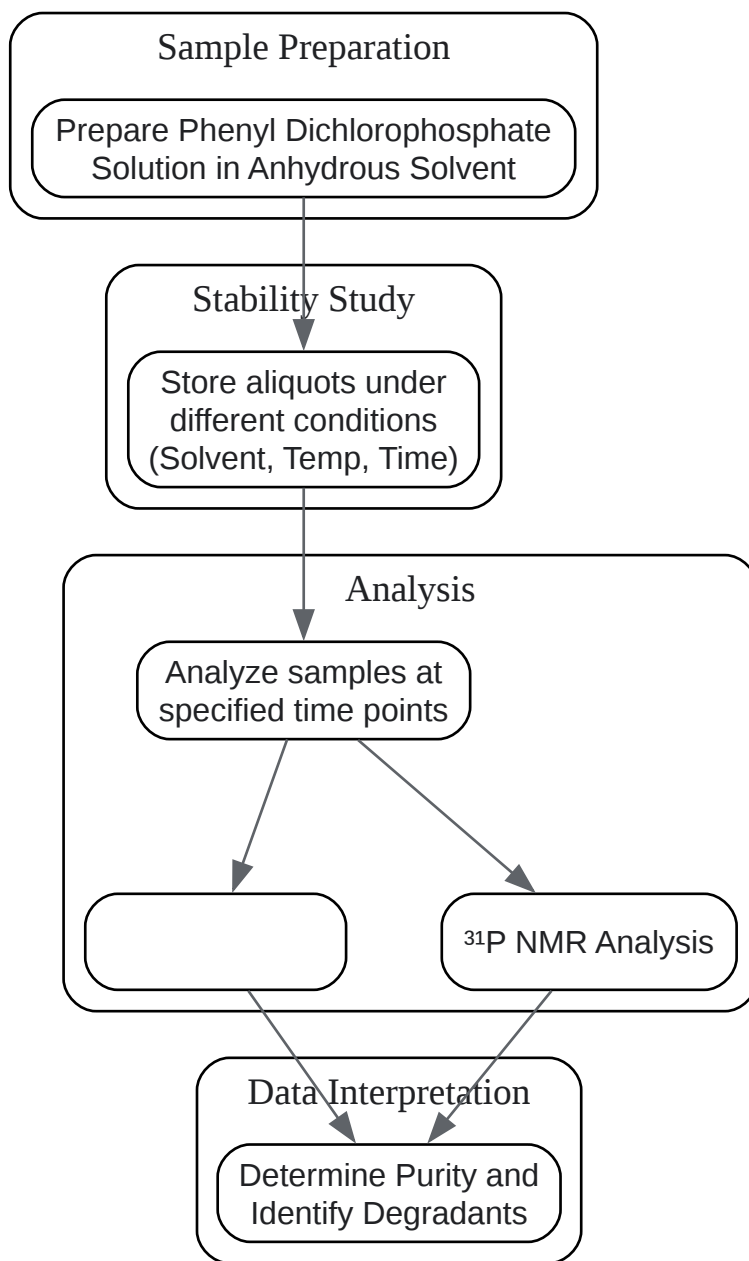 Sample Preparation
Prepare Phenyl Dichlorophosphate
Solution in Anhydrous Solvent
Stability Study
Store aliquots under
different conditions
(Solvent, Temp, Time)
Analysis
Analyze samples at
specified time points
³¹P NMR Analysis
Data Interpretation
Determine Purity and
Identify Degradants